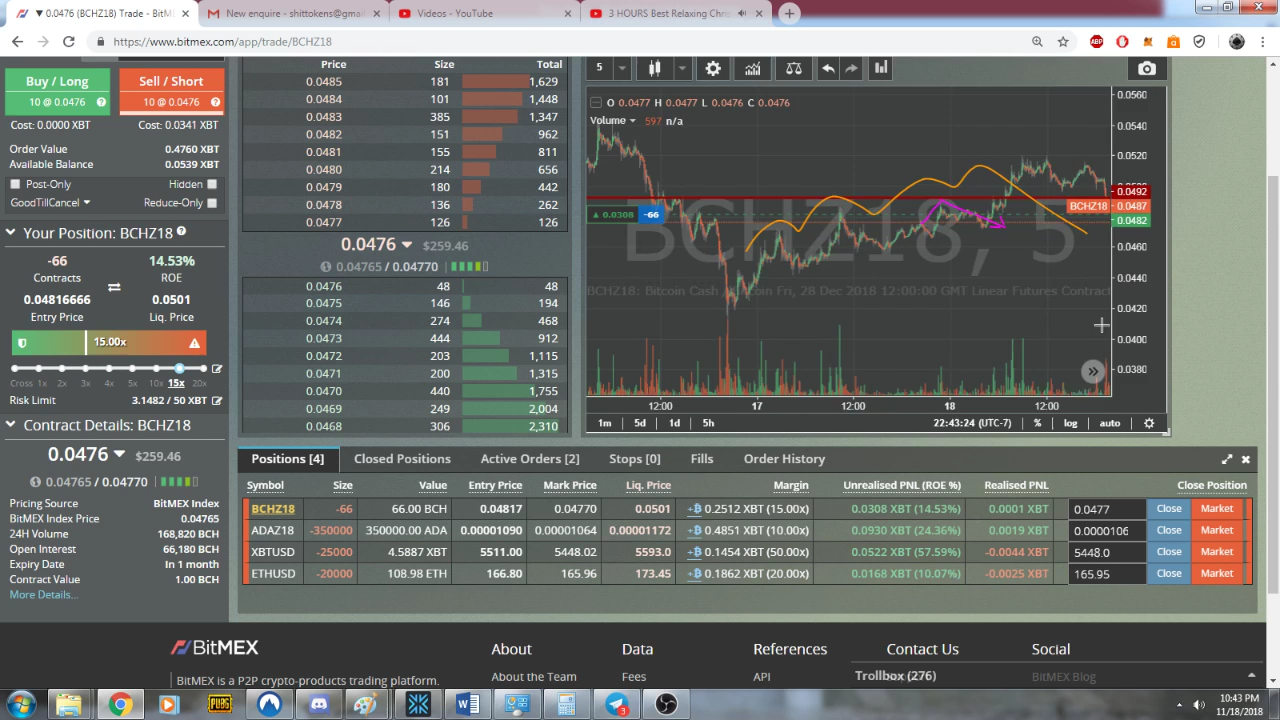 ▼ 0.0476 (BCHZ18) Trade - BitME
New enquire - shittokens@gmail
Videos - YouTube
3 HOURS Best Relaxing Chris
https://www.bitmex.com/app/trade/BCHZ18
Buy / Long
10 @ 0.0476
Sell / Short
10 @ 0.0476
Cost: 0.0000 XBT
Cost: 0.0341 XBT
Order Value 0.4760 XBT
Available Balance 0.0539 XBT
Post-Only Hidden
GoodTillCancel Reduce-Only
Your Position: BCHZ18
-66 14.53%
Contracts ROE
0.04816666 0.0501
Entry Price Liq. Price
15.00x
Cross 1x 2x 3x 4x 5x 10x 15x 20x
Risk Limit 3.1482 / 50 XBT
Contract Details: BCHZ18
0.0476 $259.46
0.04765 / 0.04770
Pricing Source BitMEX Index
BitMEX Index Price 0.04765
24H Volume 168,820 BCH
Open Interest 66,180 BCH
Expiry Date In 1 month
Contract Value 1.00 BCH
More Details...
Price Size Total
0.0485 181 1,629
0.0484 101 1,448
0.0483 385 1,347
0.0482 151 962
0.0481 155 811
0.0480 214 656
0.0479 180 442
0.0478 136 262
0.0477 126 126
0.0476 $259.46
0.04765 / 0.04770
0.0476 48 48
0.0475 146 194
0.0474 274 468
0.0473 444 912
0.0472 203 1,115
0.0471 200 1,315
0.0470 440 1,755
0.0469 249 2,004
0.0468 306 2,310
5
O 0.0477 H 0.0477 L 0.0476 C 0.0476
Volume 597 n/a
▲ 0.0308 -66
BCHZ18, 5
BCHZ18: Bitcoin Cash
Fri, 28 Dec 2018 12:00:00 GMT Linear Futures Contract
0.0560
0.0540
0.0520
0.0492
BCHZ18 0.0487
0.0482
0.0460
0.0440
0.0420
0.0400
0.0380
12:00 17 12:00 18 12:00
1m 5d 1d 5h 22:43:24 (UTC-7) % log auto
Positions [4] Closed Positions Active Orders [2] Stops [0] Fills Order History
Symbol Size Value Entry Price Mark Price Liq. Price Margin Unrealised PNL (ROE %) Realised PNL Close Position
BCHZ18 -66 66.00 BCH 0.04817 0.04770 0.0501 0.2512 XBT (15.00x) 0.0308 XBT (14.53%) 0.0001 XBT 0.0477 Close Market
ADAZ18 -350000 350000.00 ADA 0.00001090 0.00001064 0.00001172 0.4851 XBT (10.00x) 0.0930 XBT (24.36%) 0.0019 XBT 0.0000106 Close Market
XBTUSD -25000 4.5887 XBT 5511.00 5448.02 5593.0 0.1454 XBT (50.00x) 0.0522 XBT (57.59%) -0.0044 XBT 5448.0 Close Market
ETHUSD -20000 108.98 ETH 166.80 165.96 173.45 0.1862 XBT (20.00x) 0.0168 XBT (10.07%) -0.0025 XBT 165.95 Close Market
BitMEX
BitMEX is a P2P crypto-products trading platform.
About
About the Team
Data
Fees
References
API
Contact Us
Trollbox (276)
Social
BitMEX Blog
PUBG
3
10:43 PM
11/18/2018